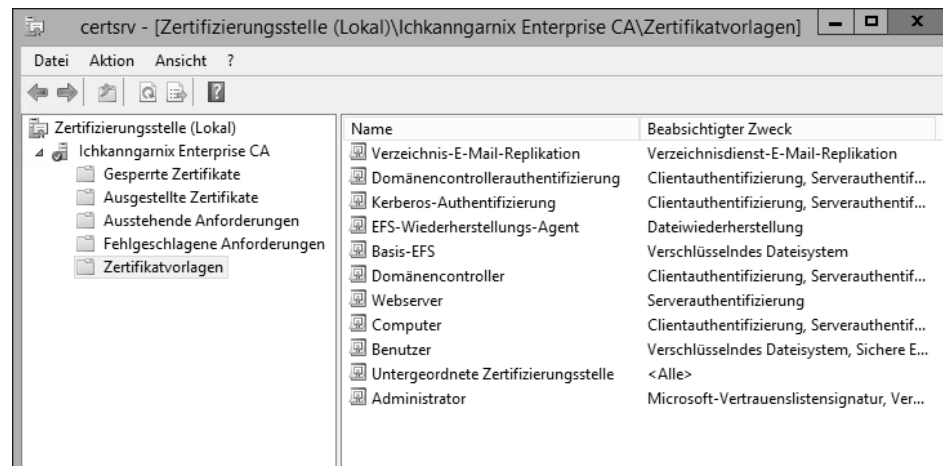 certsrv - [Zertifizierungsstelle (Lokal)\Ichkanngarnix Enterprise CA\Zertifikatvorlagen]
Datei Aktion Ansicht ?
Zertifizierungsstelle (Lokal)
Ichkanngarnix Enterprise CA
Gesperrte Zertifikate
Ausgestellte Zertifikate
Ausstehende Anforderungen
Fehlgeschlagene Anforderungen
Zertifikatvorlagen
Name Beabsichtigter Zweck
Verzeichnis-E-Mail-Replikation Verzeichnisdienst-E-Mail-Replikation
Domänencontrollerauthentifizierung Clientauthentifizierung, Serverauthentif...
Kerberos-Authentifizierung Clientauthentifizierung, Serverauthentif...
EFS-Wiederherstellungs-Agent Dateiwiederherstellung
Basis-EFS Verschlüsselndes Dateisystem
Domänencontroller Clientauthentifizierung, Serverauthentif...
Webserver Serverauthentifizierung
Computer Clientauthentifizierung, Serverauthentif...
Benutzer Verschlüsselndes Dateisystem, Sichere E...
Untergeordnete Zertifizierungsstelle <Alle>
Administrator Microsoft-Vertrauenslistensignatur, Ver...